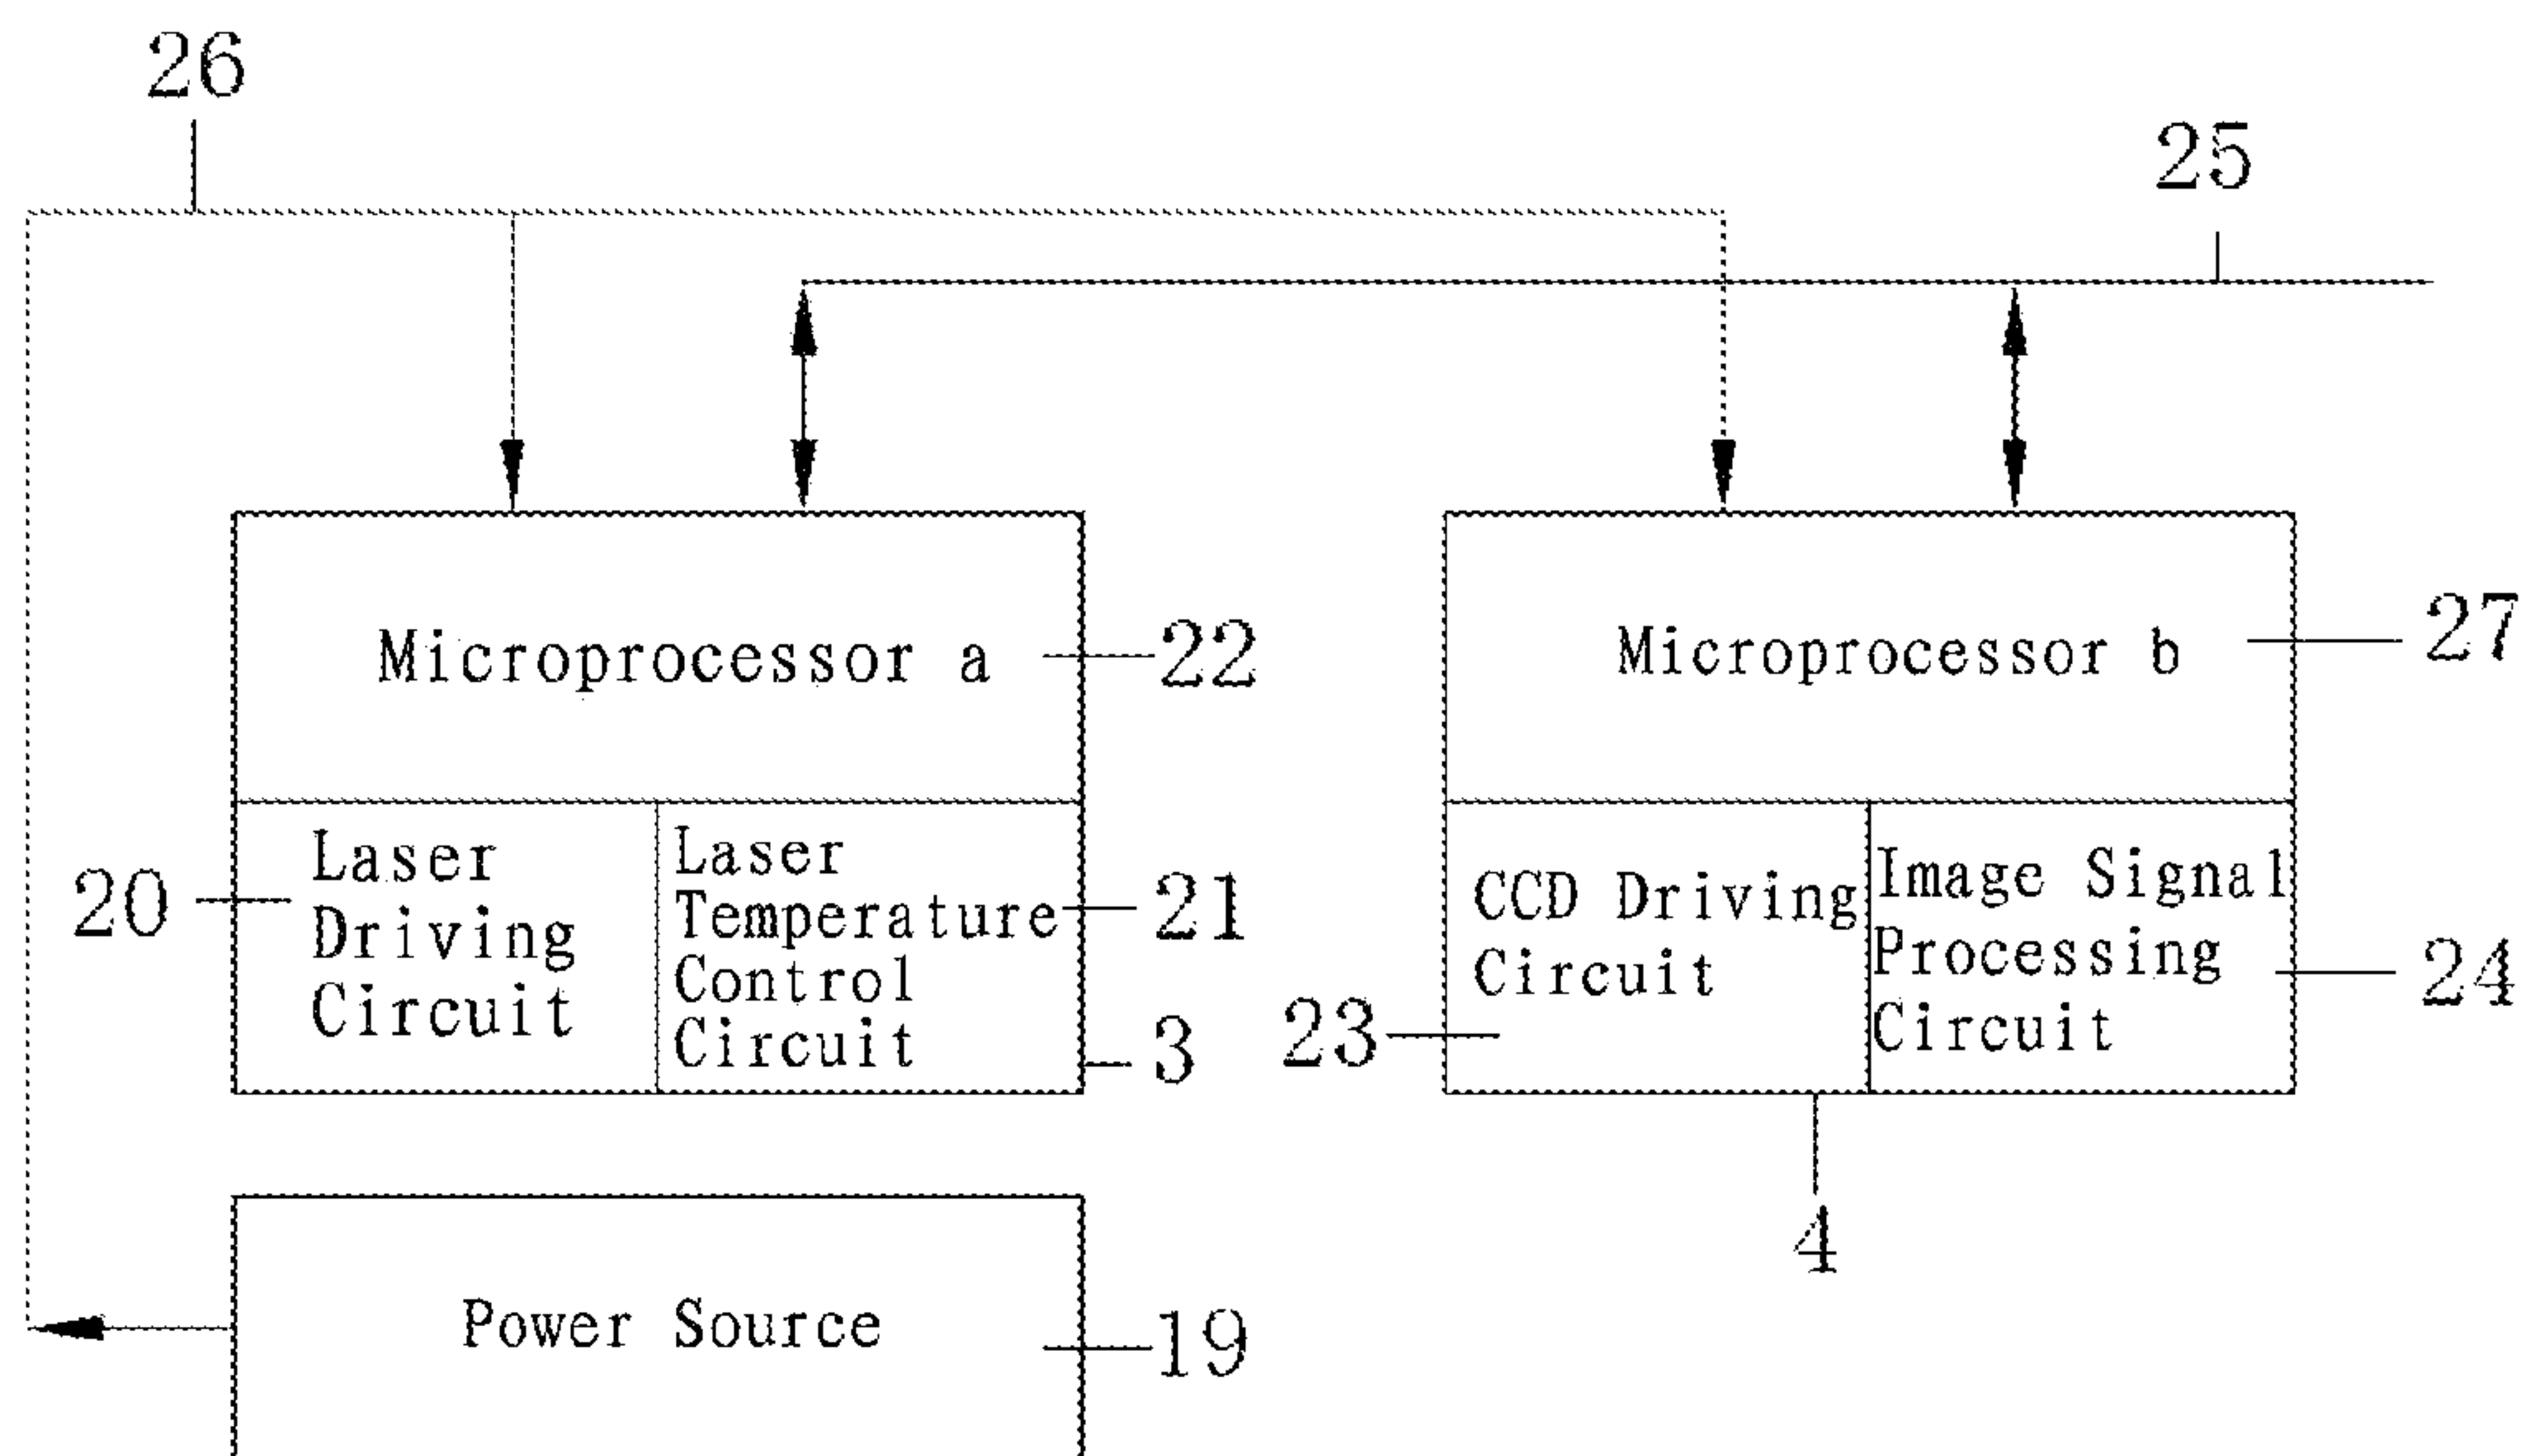 26
25
Microprocessor a
22
Microprocessor b
27
20
Laser
Driving
Circuit
Laser
Temperature
Control
Circuit
21
3
CCD Driving
Circuit
23
Image Signal
Processing
Circuit
24
4
Power Source
19